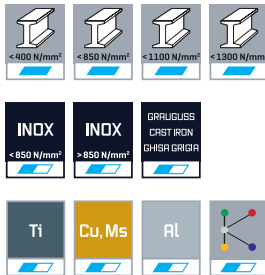 <400 N/mm²
<850 N/mm²
<1100 N/mm²
<1300 N/mm²
INOX
<850 N/mm²
INOX
>850 N/mm²
GRAUGUSS
CAST IRON
GHISA GRIGIA
Ti
Cu,Ms
Al